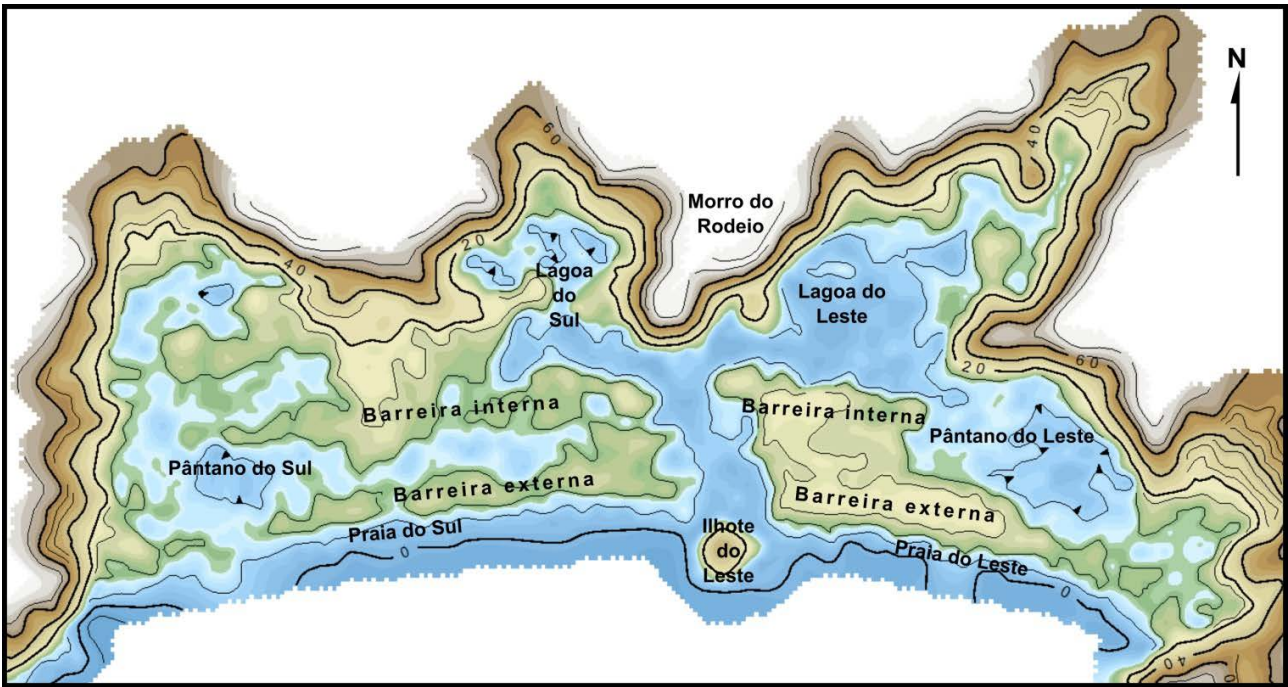 N
60
40
Morro do
Rodeio
20
40
Lagoa
do
Sul
Lagoa do
Leste
60
20
Barreira interna
Barreira interna
Pântano do Leste
Pântano do Sul
Barreira externa
Barreira externa
Praia do Sul
0
Ilhote
do
Leste
Praia do Leste
0
40